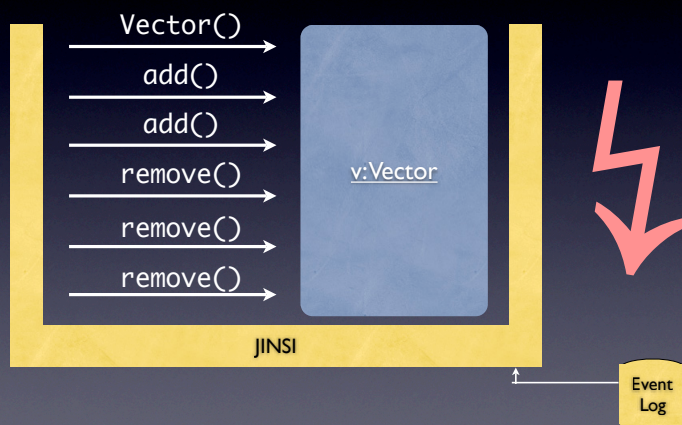 Vector()
add()
add()
remove()
remove()
remove()
v:Vector
JINSI
Event
Log